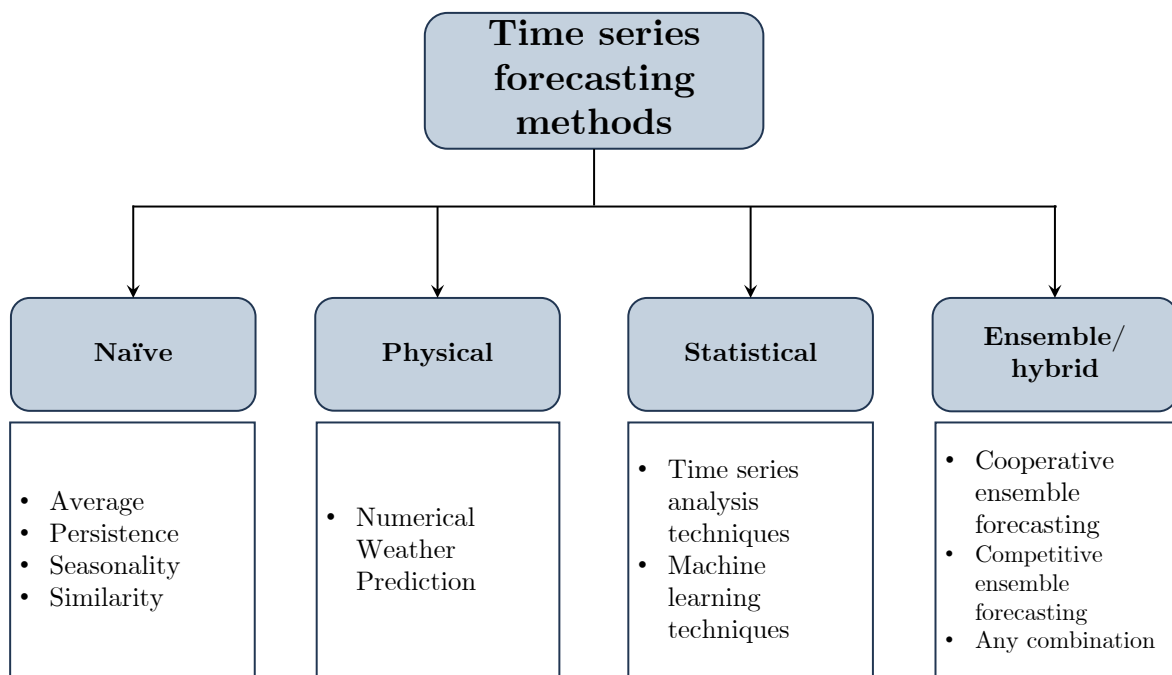 Time series
forecasting
methods
Naïve
Physical
Statistical
Ensemble/
hybrid
• Average
• Persistence
• Seasonality
• Similarity
• Numerical
Weather
Prediction
• Time series
analysis
techniques
• Machine
learning
techniques
• Cooperative
ensemble
forecasting
• Competitive
ensemble
forecasting
• Any combination